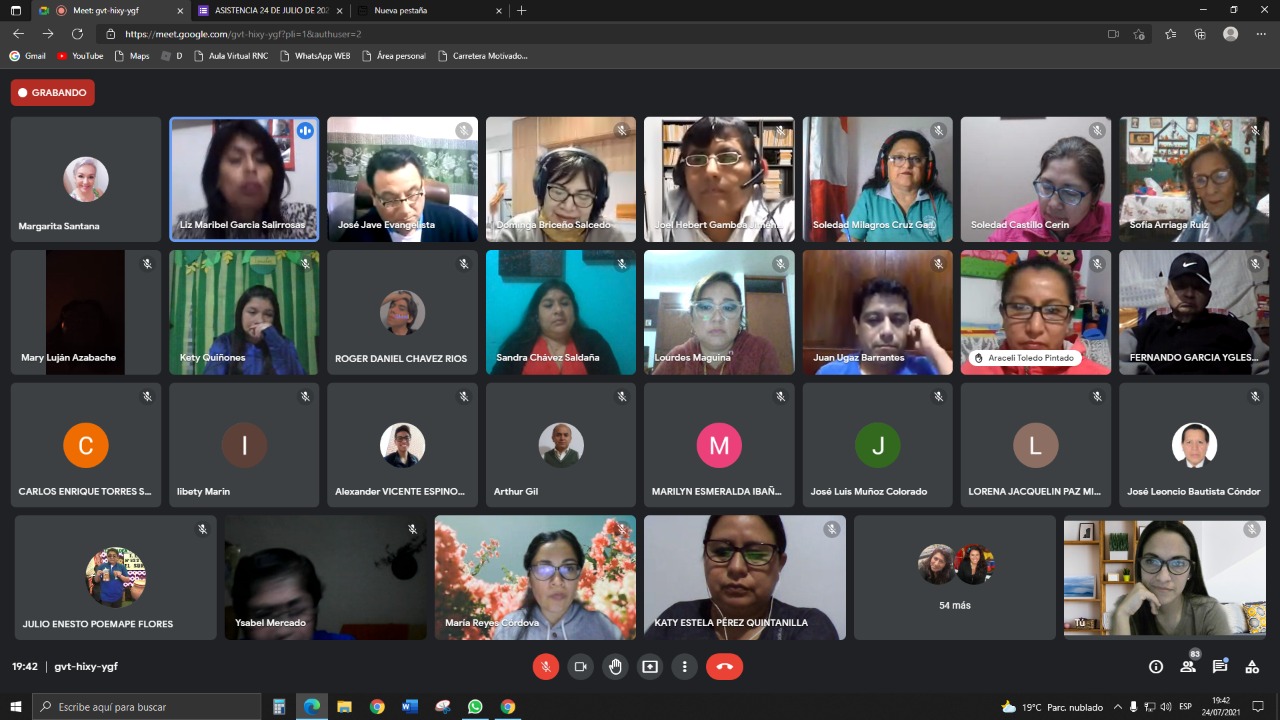 Meet: gvt-hixy-ygf
ASISTENCIA 24 DE JULIO DE 202
Nueva pestaña
https://meet.google.com/gvt-hixy-ygf?pli=1&authuser=2
Gmail
YouTube
Maps
D
Aula Virtual RNC
WhatsApp WEB
Área personal
Carretera Motivado...
GRABANDO
Margarita Santana
Liz Maribel Garcia Salirrosas
José Jave Evangelista
Dominga Briceño Salcedo
Joel Hebert Gamboa
Soledad Milagros Cruz
Soledad Castillo Cerin
Sofía Arriaga Ruiz
Mary Luján Azabache
Kety Quiñones
ROGER DANIEL CHAVEZ RIOS
Sandra Chávez Saldaña
Lourdes Maguina
Juan Ugaz Barrantes
Araceli Toledo Pintado
FERNANDO GARCIA YGLES...
CARLOS ENRIQUE TORRES S...
libety Marin
Alexander VICENTE ESPINO...
Arthur Gil
MARILYN ESMERALDA IBAÑ...
José Luis Muñoz Colorado
LORENA JACQUELIN PAZ MI...
José Leoncio Bautista Cóndor
C
I
M
J
L
JULIO ENESTO POEMAPE FLORES
Ysabel Mercado
María Reyes Córdova
KATY ESTELA PÉREZ QUINTANILLA
54 más
Tú
19:42 | gvt-hixy-ygf
83
Escribe aquí para buscar
19°C Parc. nublado
ESP
19:42
24/07/2021